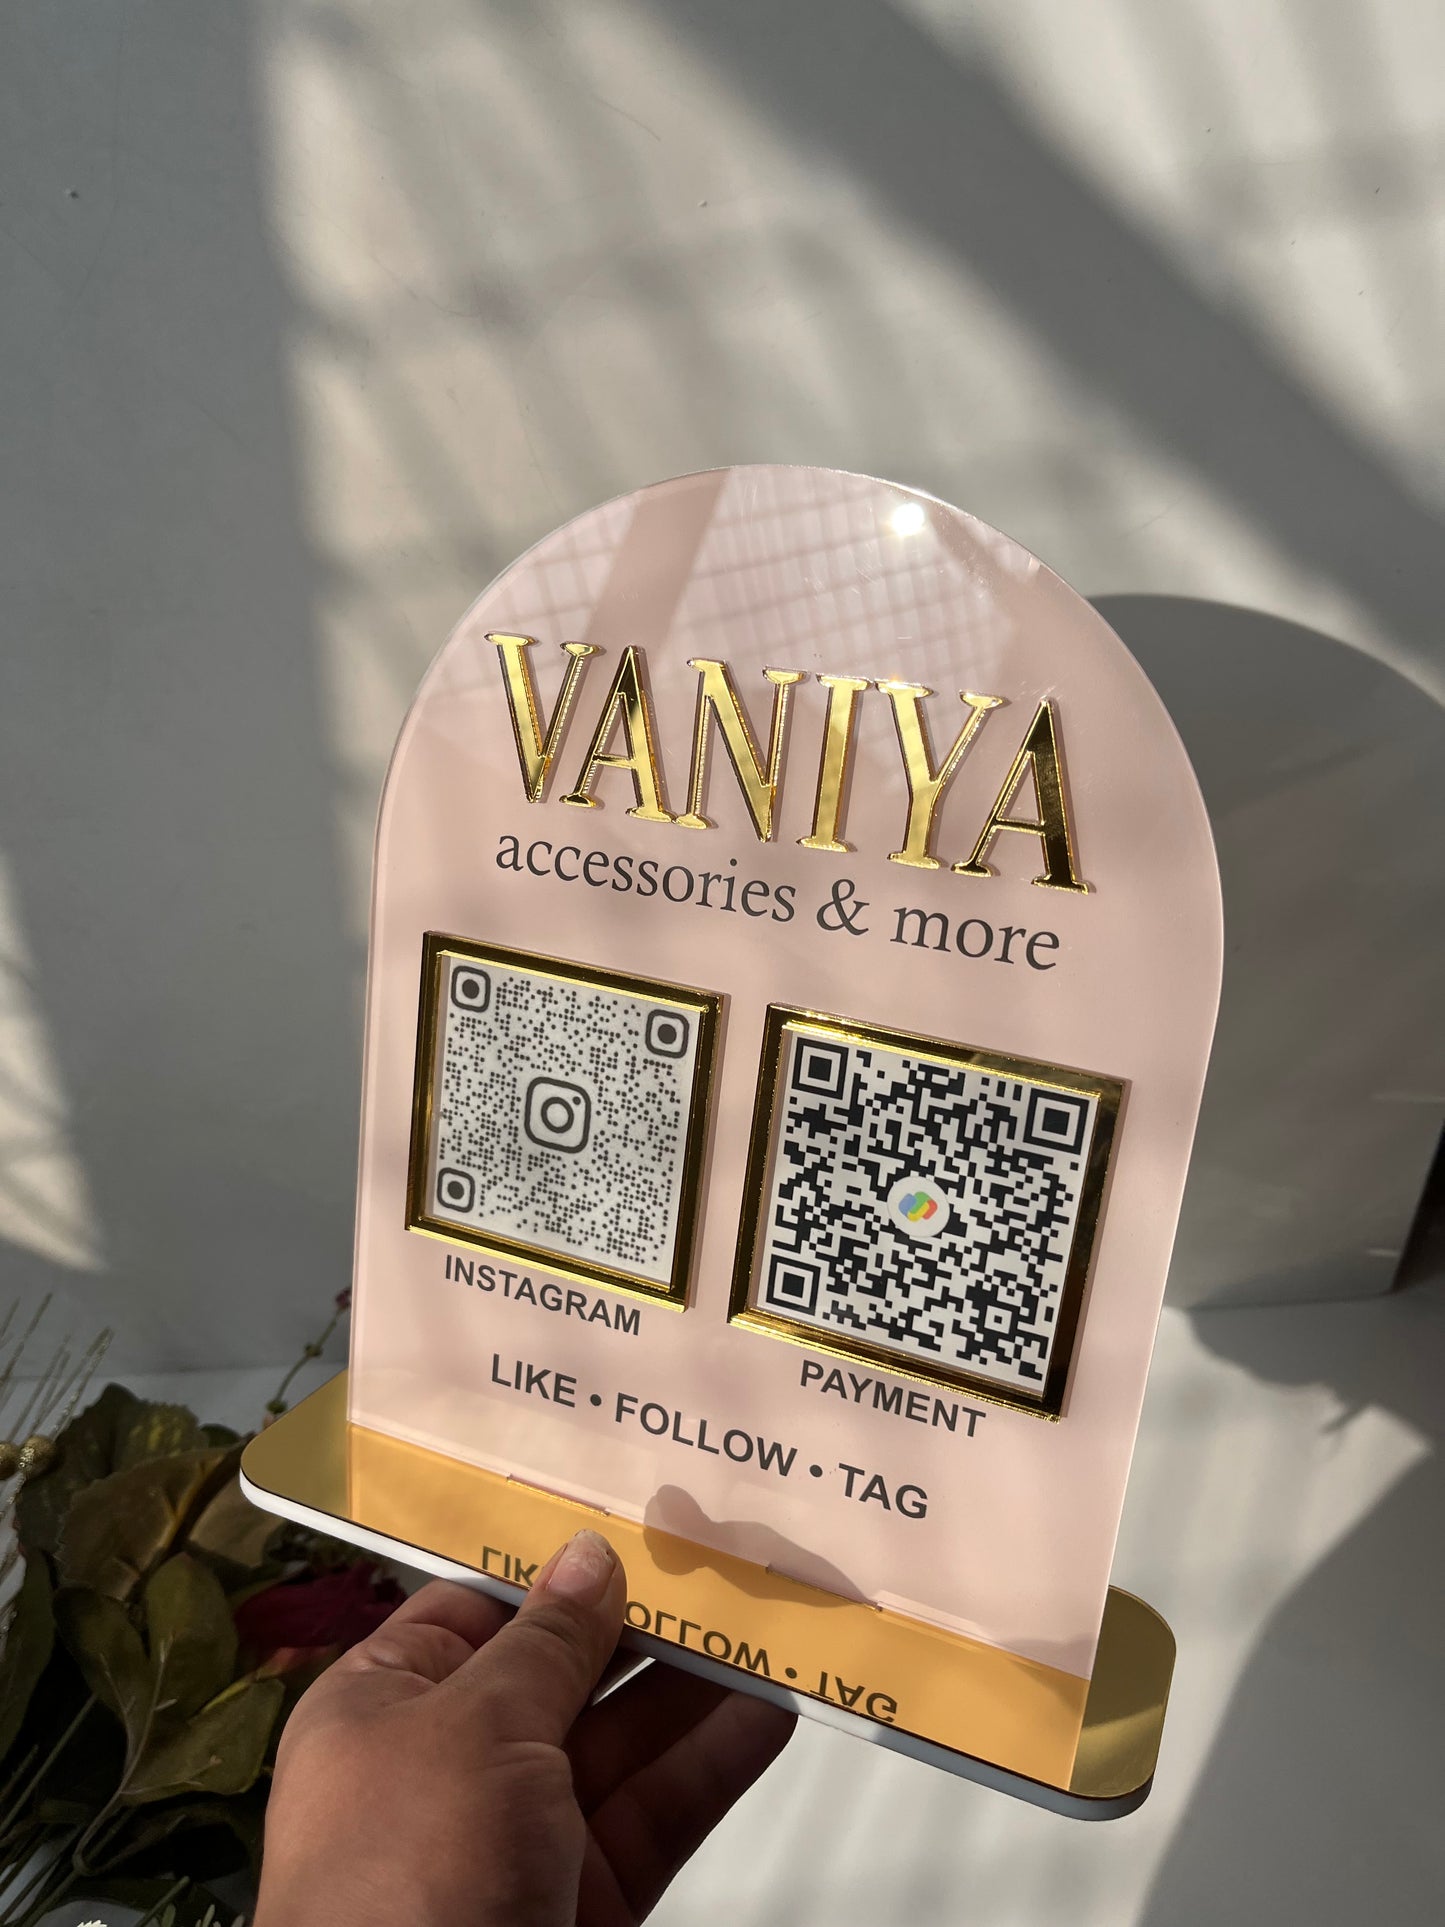 VANIYA
accessories & more
INSTAGRAM
PAYMENT
LIKE • FOLLOW • TAG